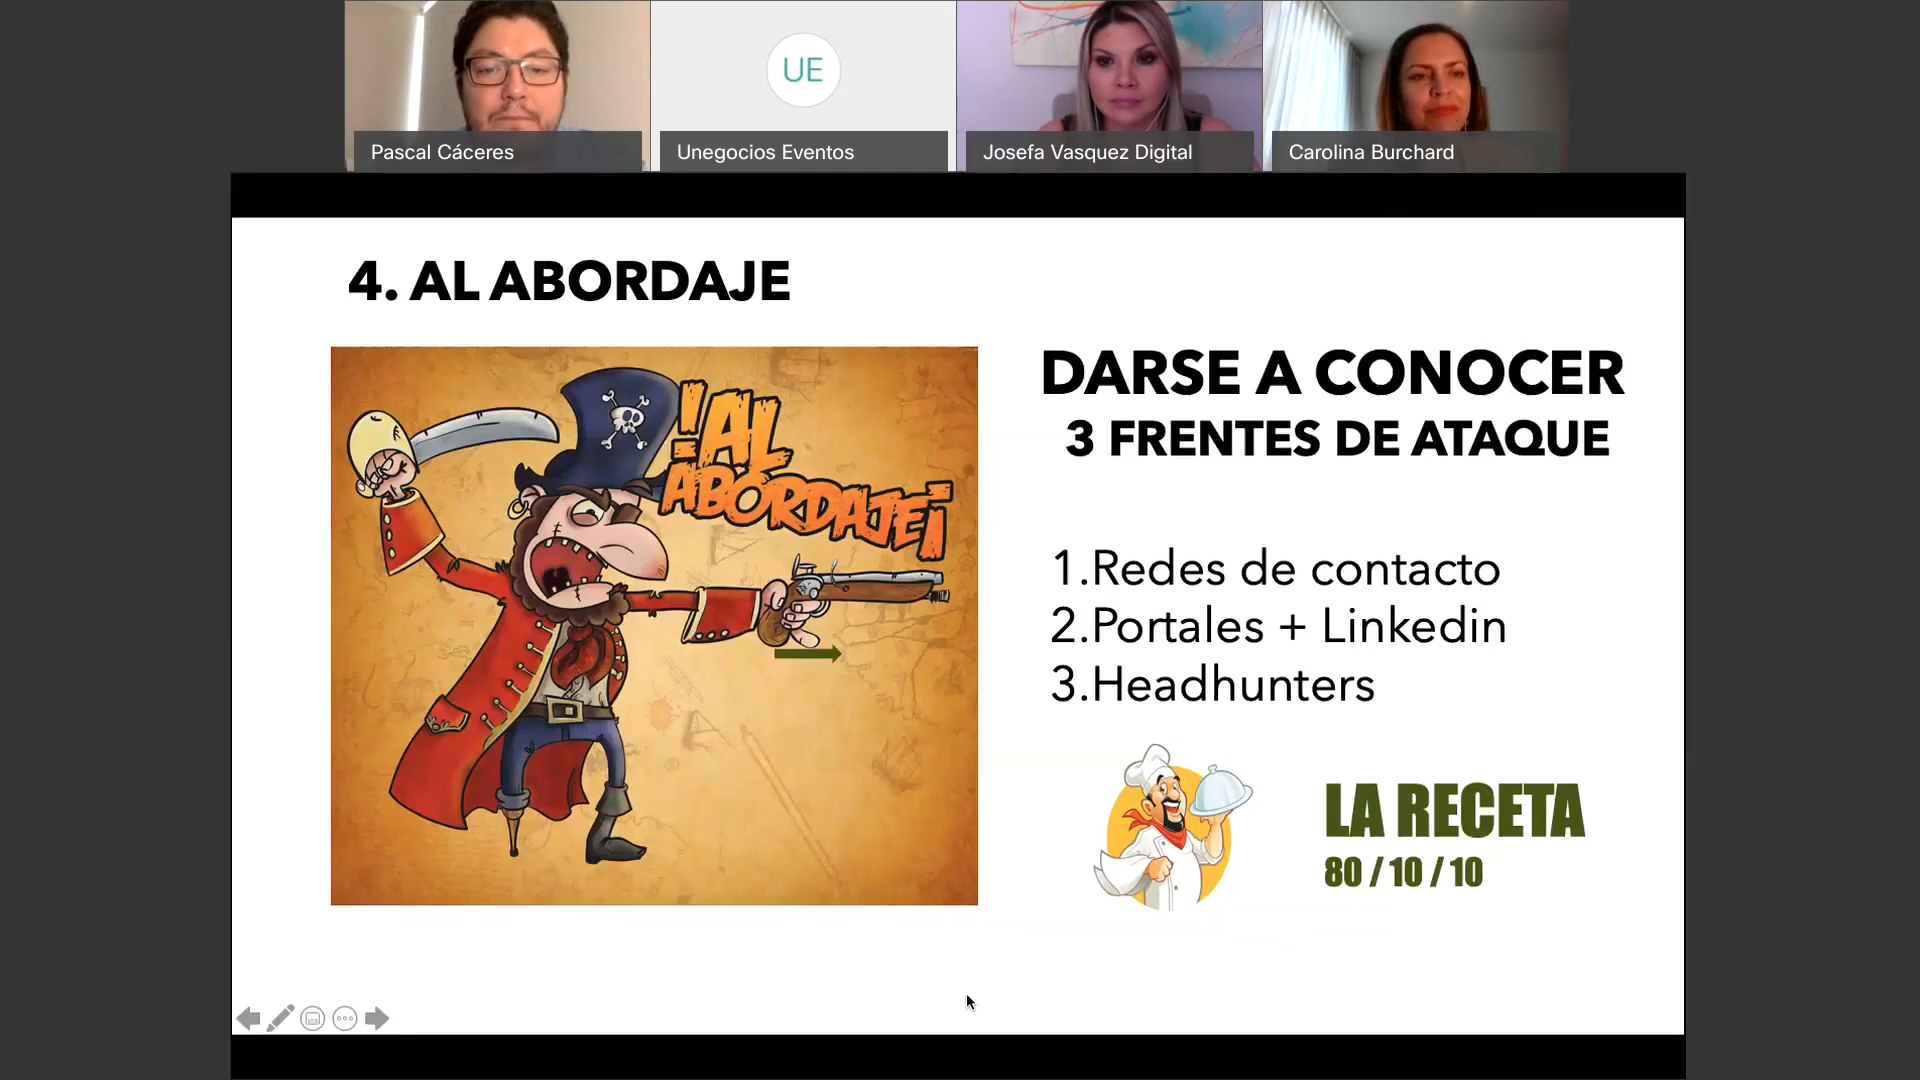 Pascal Cáceres
UE
Unegocios Eventos
Josefa Vasquez Digital
Carolina Burchard
4. AL ABORDAJE
¡AL
ABORDAJE!
DARSE A CONOCER
3 FRENTES DE ATAQUE
1.Redes de contacto
2.Portales + Linkedin
3.Headhunters
LA RECETA
80 / 10 / 10